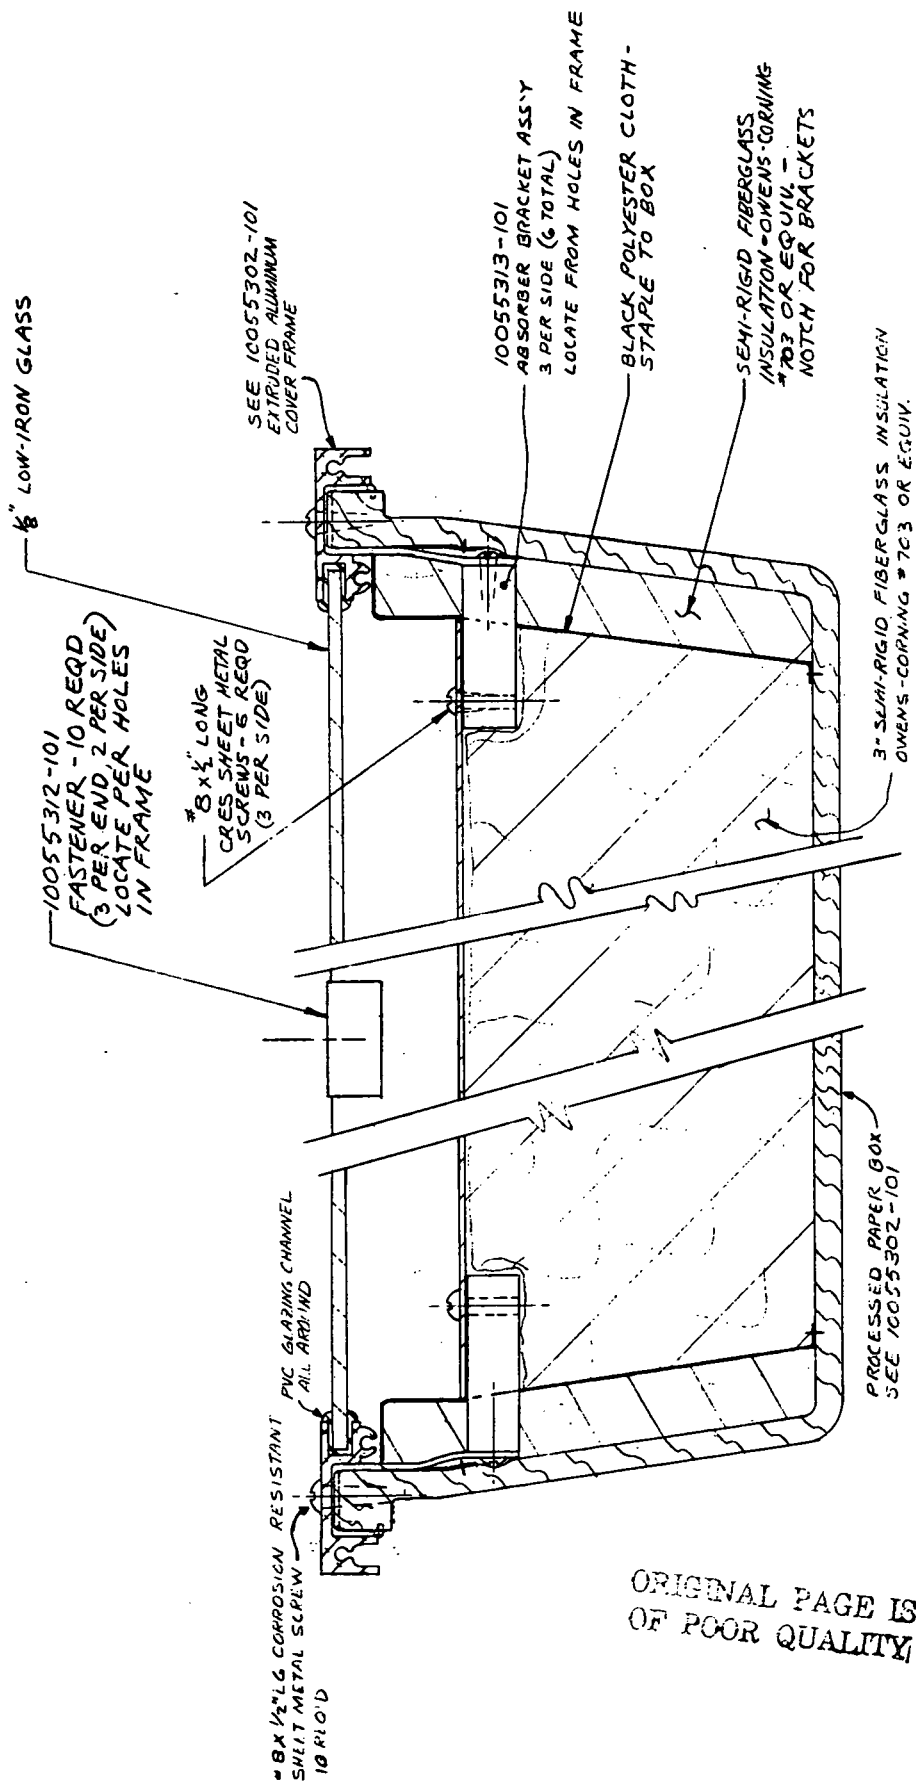 1/8" LOW-IRON GLASS
10055312-101
FASTENER - 10 REQD
(3 PER END, 2 PER SIDE)
LOCATE PER HOLES
IN FRAME
#8 x 1/2" LONG
CRES SHEET METAL
SCREWS - 6 REQD
(3 PER SIDE)
SEE 10055302-101
EXTRUDED ALUMINUM
COVER FRAME
PVC GLAZING CHANNEL
ALL AROUND
#8 X 1/2" LG CORROSION RESISTANT
SHEET METAL SCREW
10 REQ'D
10055313-101
ABSORBER BRACKET ASS'Y
3 PER SIDE (6 TOTAL)
LOCATE FROM HOLES IN FRAME
BLACK POLYESTER CLOTH -
STAPLE TO BOX
SEMI-RIGID FIBERGLASS
INSULATION - OWENS-CORNING
#703 OR EQUIV. -
NOTCH FOR BRACKETS
3" SEMI-RIGID FIBERGLASS INSULATION
OWENS-CORNING #703 OR EQUIV.
PROCESSED PAPER BOX
SEE 10055302-101
ORIGINAL PAGE IS
OF POOR QUALITY